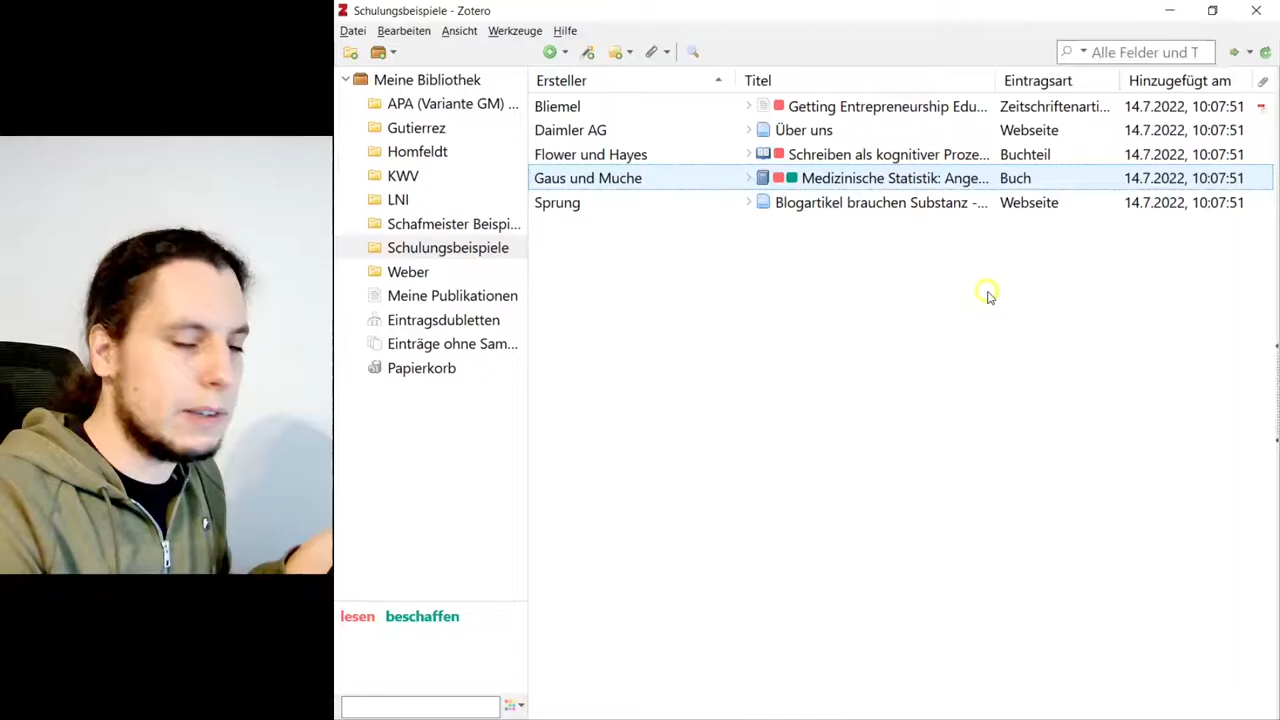 Schulungsbeispiele - Zotero
Datei Bearbeiten Ansicht Werkzeuge Hilfe
Alle Felder und T
Meine Bibliothek
APA (Variante GM) ...
Gutierrez
Homfeldt
KWV
LNI
Schafmeister Beispi...
Schulungsbeispiele
Weber
Meine Publikationen
Eintragsdubletten
Einträge ohne Sam...
Papierkorb
lesen beschaffen
Ersteller Titel Eintragsart Hinzugefügt am
Bliemel Getting Entrepreneurship Edu... Zeitschriftenarti... 14.7.2022, 10:07:51
Daimler AG Über uns Webseite 14.7.2022, 10:07:51
Flower und Hayes Schreiben als kognitiver Proze... Buchteil 14.7.2022, 10:07:51
Gaus und Muche Medizinische Statistik: Ange... Buch 14.7.2022, 10:07:51
Sprung Blogartikel brauchen Substanz -... Webseite 14.7.2022, 10:07:51